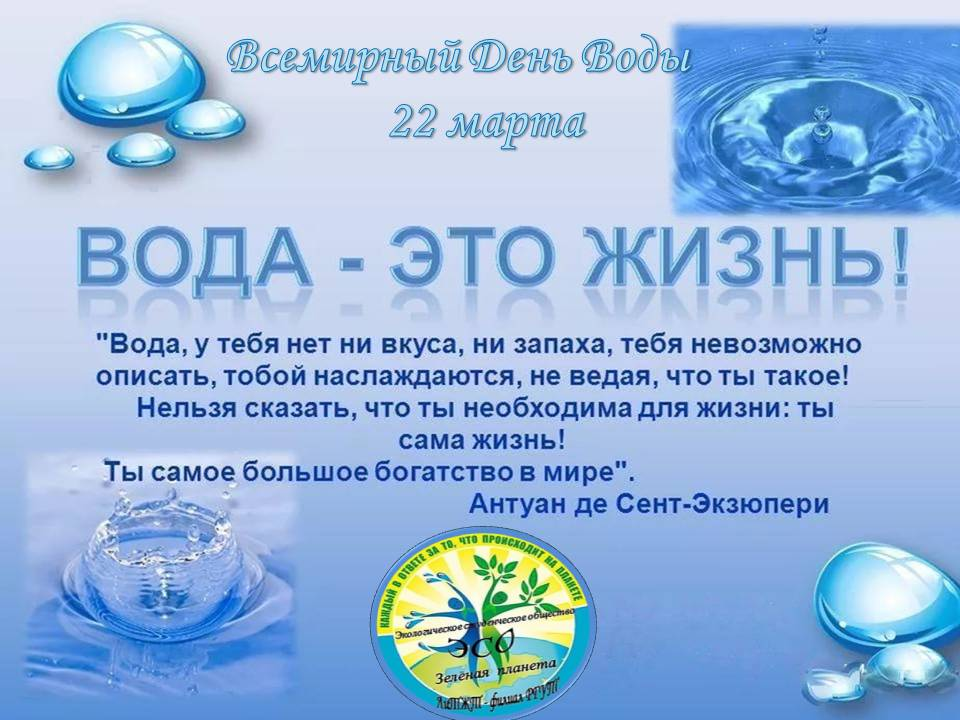 Всемирный День Воды
22 марта
ВОДА - ЭТО ЖИЗНЬ!
"Вода, у тебя нет ни вкуса, ни запаха, тебя невозможно
описать, тобой наслаждаются, не ведая, что ты такое!
Нельзя сказать, что ты необходима для жизни: ты
сама жизнь!
Ты самое большое богатство в мире".
Антуан де Сент-Экзюпери
КАЖДЫЙ В ОТВЕТЕ ЗА ТО, ЧТО ПРОИСХОДИТ НА ПЛАНЕТЕ
Экологическое студенческое общество
ЭСО
Зелёная планета
ЛиТЖТ - филиал РГУПС